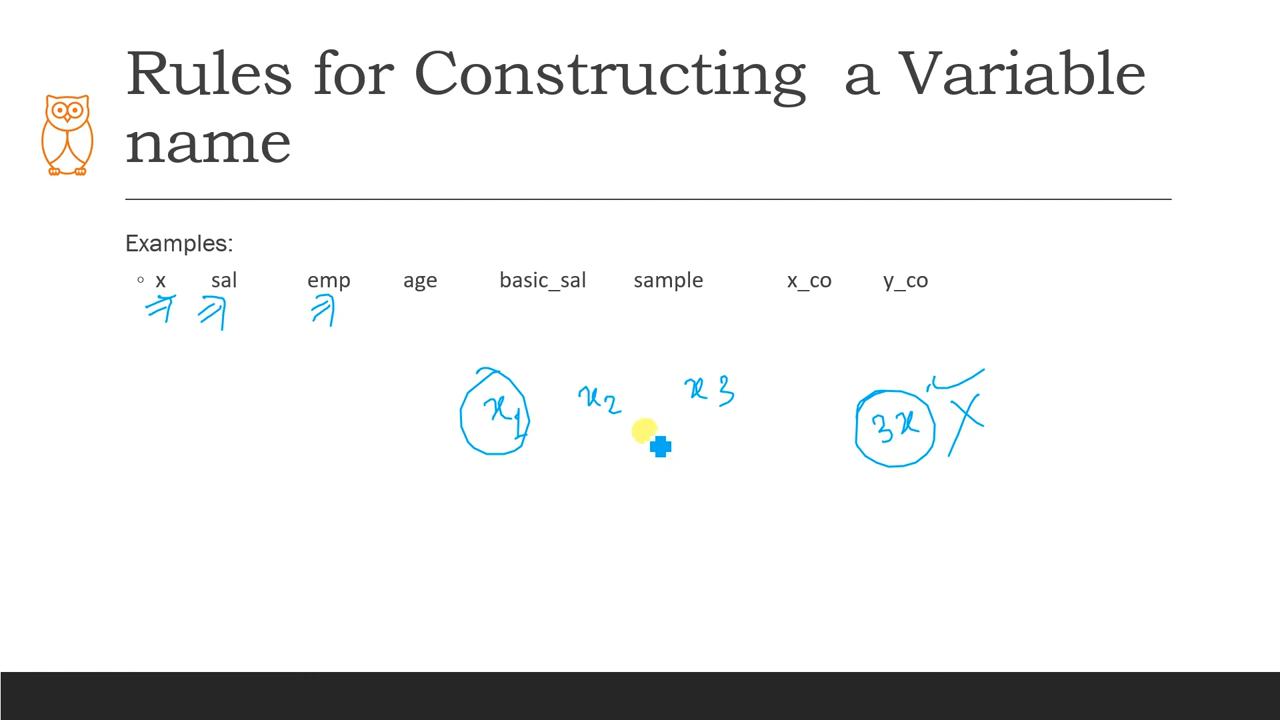 Rules for Constructing a Variable
name
Examples:
◦ x sal emp age basic_sal sample x_co y_co
x1 x2 x3 3x X